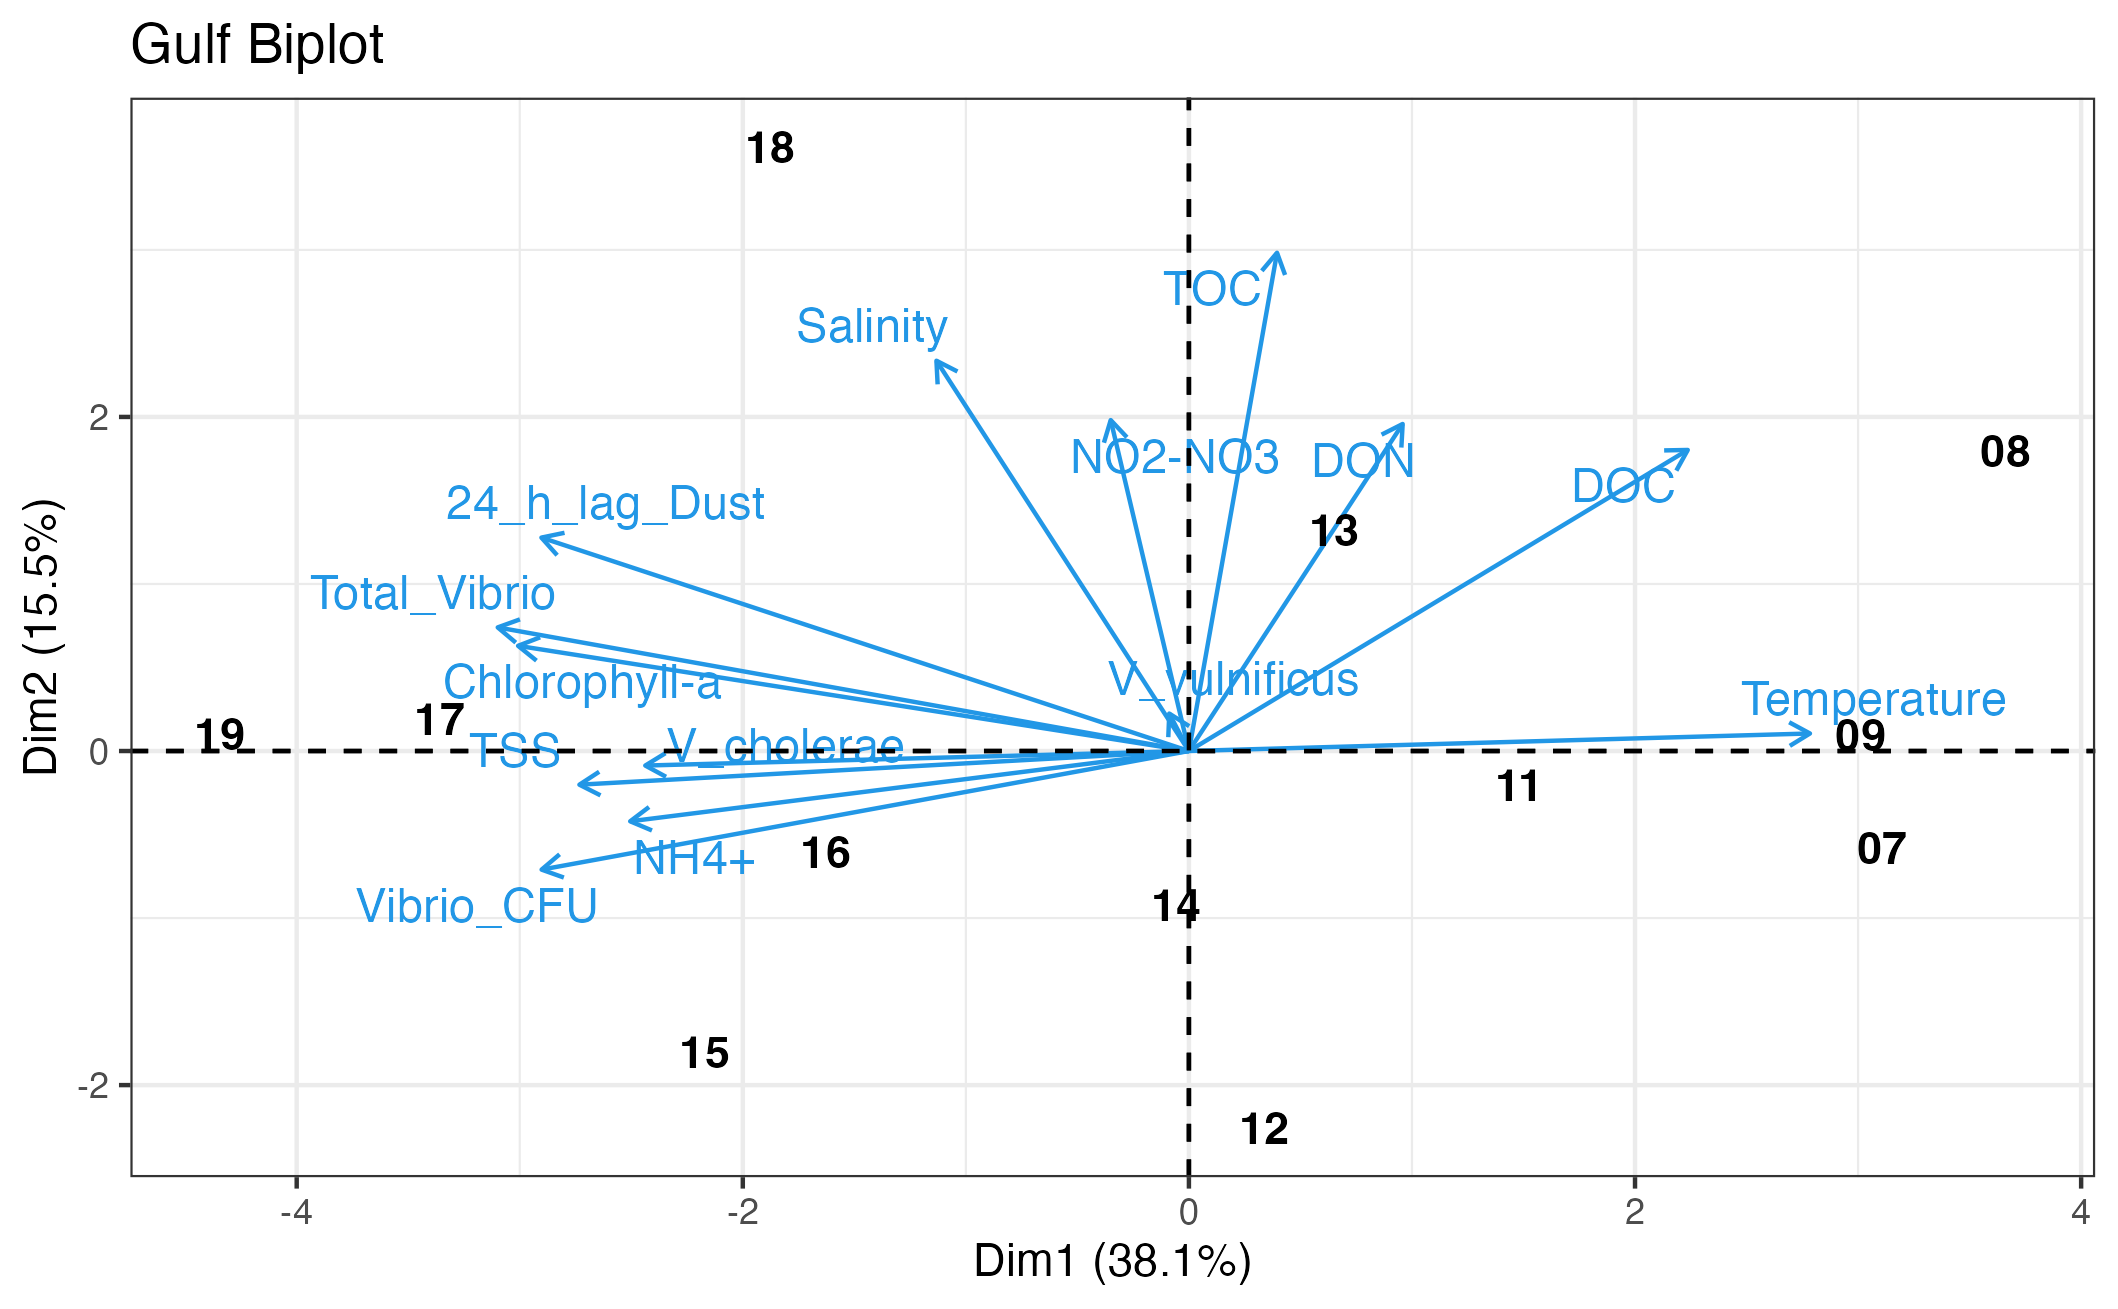 Gulf Biplot
18
TOC
Salinity
2
NO2-NO3
DON
DOC
08
24_h_lag_Dust
13
Total_Vibrio
Chlorophyll-a
V_vulnificus
Temperature
19
17
TSS
V_cholerae
09
0
11
16
NH4+
07
Vibrio_CFU
14
15
-2
12
-4
-2
0
2
4
Dim1 (38.1%)
Dim2 (15.5%)